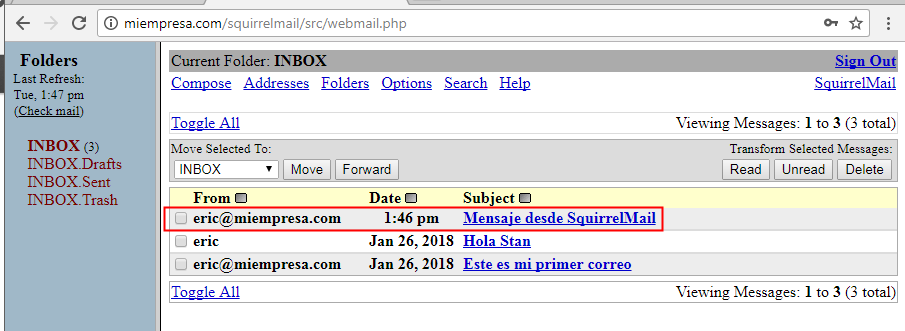 miempresa.com/squirrelmail/src/webmail.php
Folders
Last Refresh:
Tue, 1:47 pm
(Check mail)
INBOX (3)
INBOX.Drafts
INBOX.Sent
INBOX.Trash
Current Folder: INBOX Sign Out
Compose Addresses Folders Options Search Help SquirrelMail
Toggle All Viewing Messages: 1 to 3 (3 total)
Move Selected To: Transform Selected Messages:
INBOX Move Forward Read Unread Delete
From Date Subject
eric@miempresa.com 1:46 pm Mensaje desde SquirrelMail
eric Jan 26, 2018 Hola Stan
eric@miempresa.com Jan 26, 2018 Este es mi primer correo
Toggle All Viewing Messages: 1 to 3 (3 total)